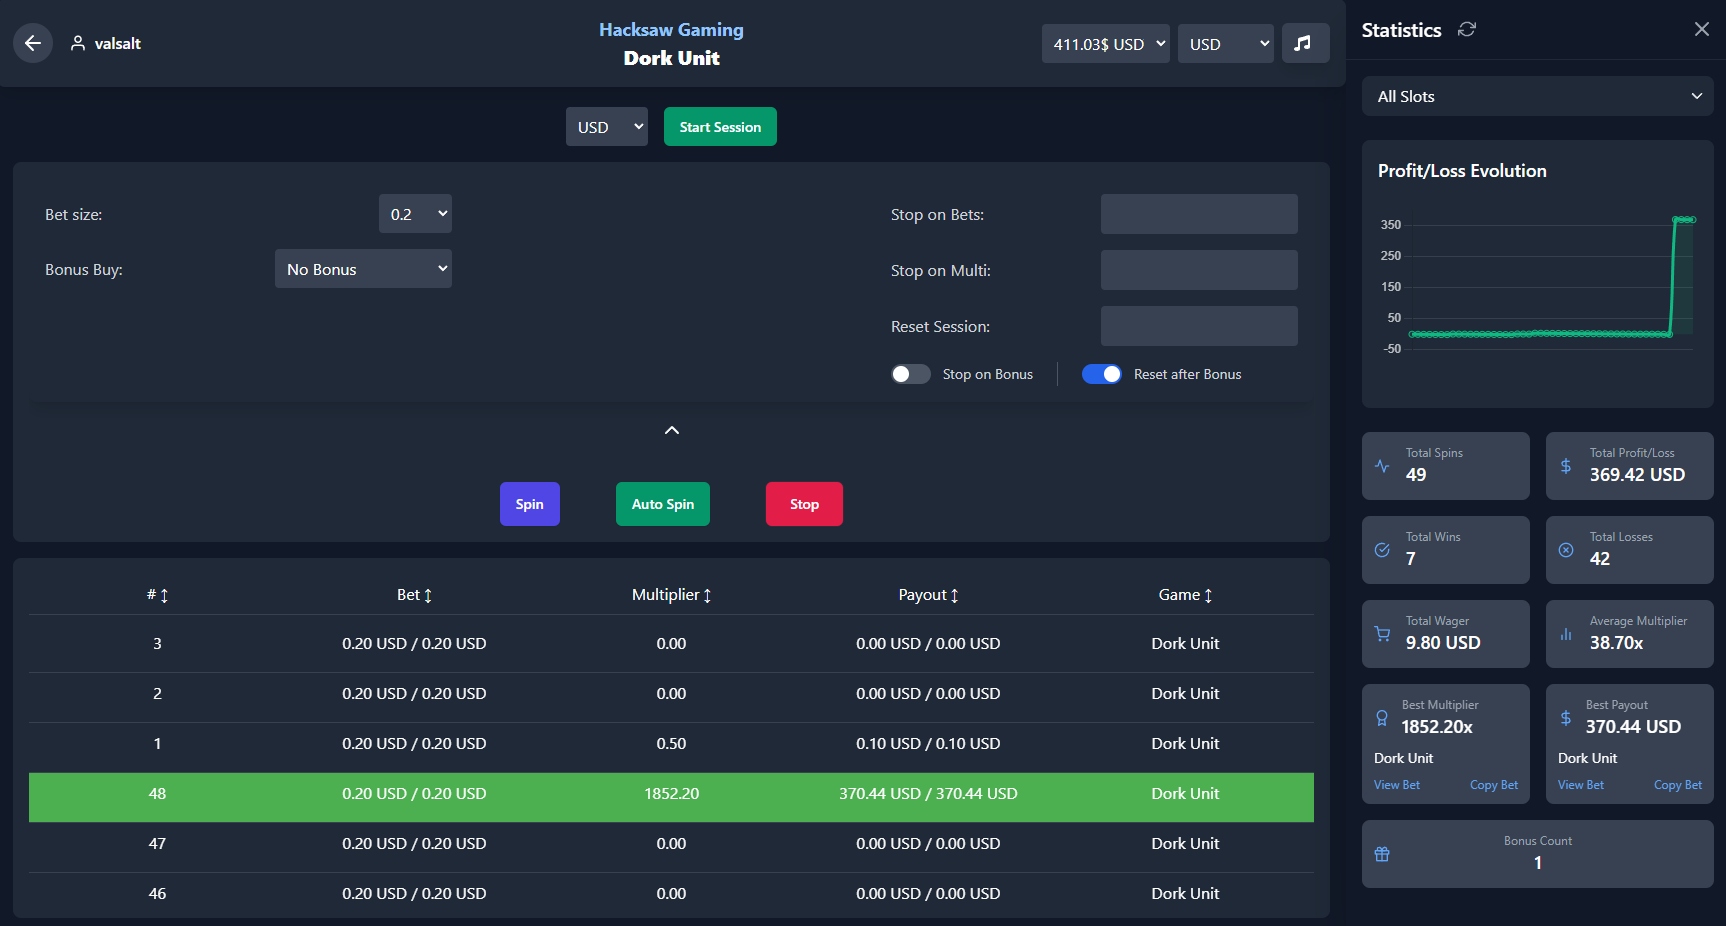 valsalt
Hacksaw Gaming
Dork Unit
411.03$ USD
USD
USD
Start Session
Bet size:
0.2
Bonus Buy:
No Bonus
Stop on Bets:
Stop on Multi:
Reset Session:
Stop on Bonus
Reset after Bonus
Spin
Auto Spin
Stop
# Bet Multiplier Payout Game
3 0.20 USD / 0.20 USD 0.00 0.00 USD / 0.00 USD Dork Unit
2 0.20 USD / 0.20 USD 0.00 0.00 USD / 0.00 USD Dork Unit
1 0.20 USD / 0.20 USD 0.50 0.10 USD / 0.10 USD Dork Unit
48 0.20 USD / 0.20 USD 1852.20 370.44 USD / 370.44 USD Dork Unit
47 0.20 USD / 0.20 USD 0.00 0.00 USD / 0.00 USD Dork Unit
46 0.20 USD / 0.20 USD 0.00 0.00 USD / 0.00 USD Dork Unit
Statistics
All Slots
Profit/Loss Evolution
350
250
150
50
-50
Total Spins
49
Total Profit/Loss
369.42 USD
Total Wins
7
Total Losses
42
Total Wager
9.80 USD
Average Multiplier
38.70x
Best Multiplier
1852.20x
Dork Unit
View Bet Copy Bet
Best Payout
370.44 USD
Dork Unit
View Bet Copy Bet
Bonus Count
1